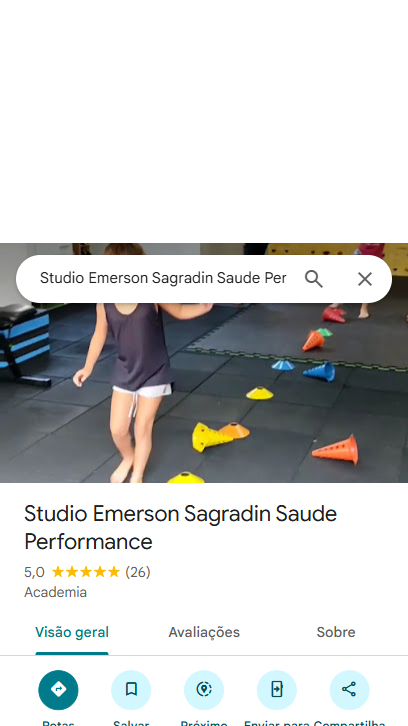 Studio Emerson Sagradin Saude Per
Studio Emerson Sagradin Saude
Performance
5,0 (26)
Academia
Visão geral Avaliações Sobre
Rotas Salvar Próximo Enviar para Compartilha